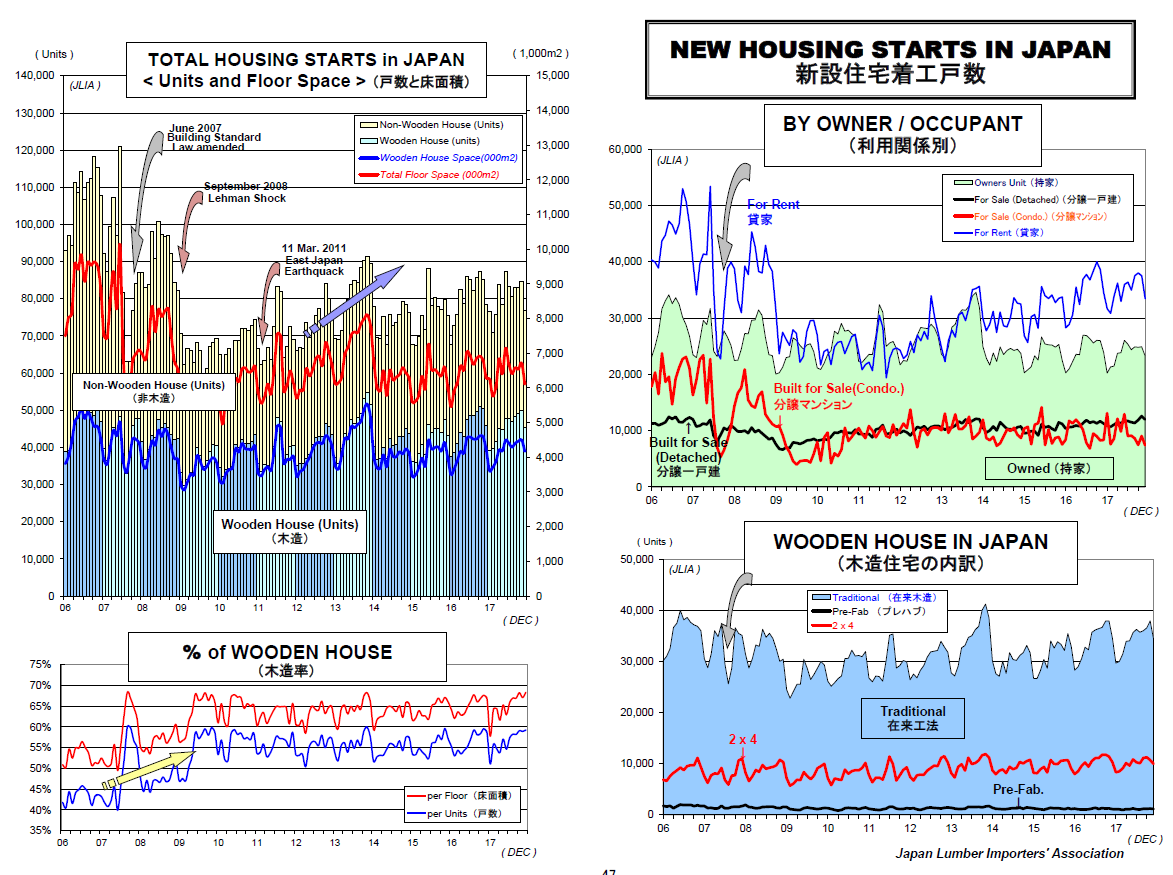 TOTAL HOUSING STARTS in JAPAN
< Units and Floor Space > （戸数と床面積）
( Units )
( 1,000m2 )
(JLIA )
140,000
130,000
120,000
110,000
100,000
90,000
80,000
70,000
60,000
50,000
40,000
30,000
20,000
10,000
0
15,000
14,000
13,000
12,000
11,000
10,000
9,000
8,000
7,000
6,000
5,000
4,000
3,000
2,000
1,000
0
Non-Wooden House (Units)
Wooden House (units)
Wooden House Space(000m2)
Total Floor Space (000m2)
June 2007
Building Standard
Law amended
September 2008
Lehman Shock
11 Mar. 2011
East Japan
Earthquack
Non-Wooden House (Units)
（非木造）
Wooden House (Units)
（木造）
06 07 08 09 10 11 12 13 14 15 16 17
( DEC )
% of WOODEN HOUSE
（木造率）
75%
70%
65%
60%
55%
50%
45%
40%
35%
per Floor（床面積）
per Units（戸数）
06 07 08 09 10 11 12 13 14 15 16 17
( DEC )
NEW HOUSING STARTS IN JAPAN
新設住宅着工戸数
BY OWNER / OCCUPANT
（利用関係別）
(JLIA )
60,000
50,000
40,000
30,000
20,000
10,000
0
Owners Unit（持家）
For Sale (Detached)（分譲一戸建）
For Sale (Condo.)（分譲マンション）
For Rent（貸家）
For Rent
貸家
Built for Sale(Condo.)
分譲マンション
Built for Sale
(Detached)
分譲一戸建
Owned（持家）
06 07 08 09 10 11 12 13 14 15 16 17
( DEC )
WOODEN HOUSE IN JAPAN
（木造住宅の内訳）
( Units )
(JLIA )
50,000
40,000
30,000
20,000
10,000
0
Traditional（在来木造）
Pre-Fab （プレハブ）
2 x 4
Traditional
在来工法
2 x 4
Pre-Fab.
06 07 08 09 10 11 12 13 14 15 16 17
( DEC )
Japan Lumber Importers' Association
47